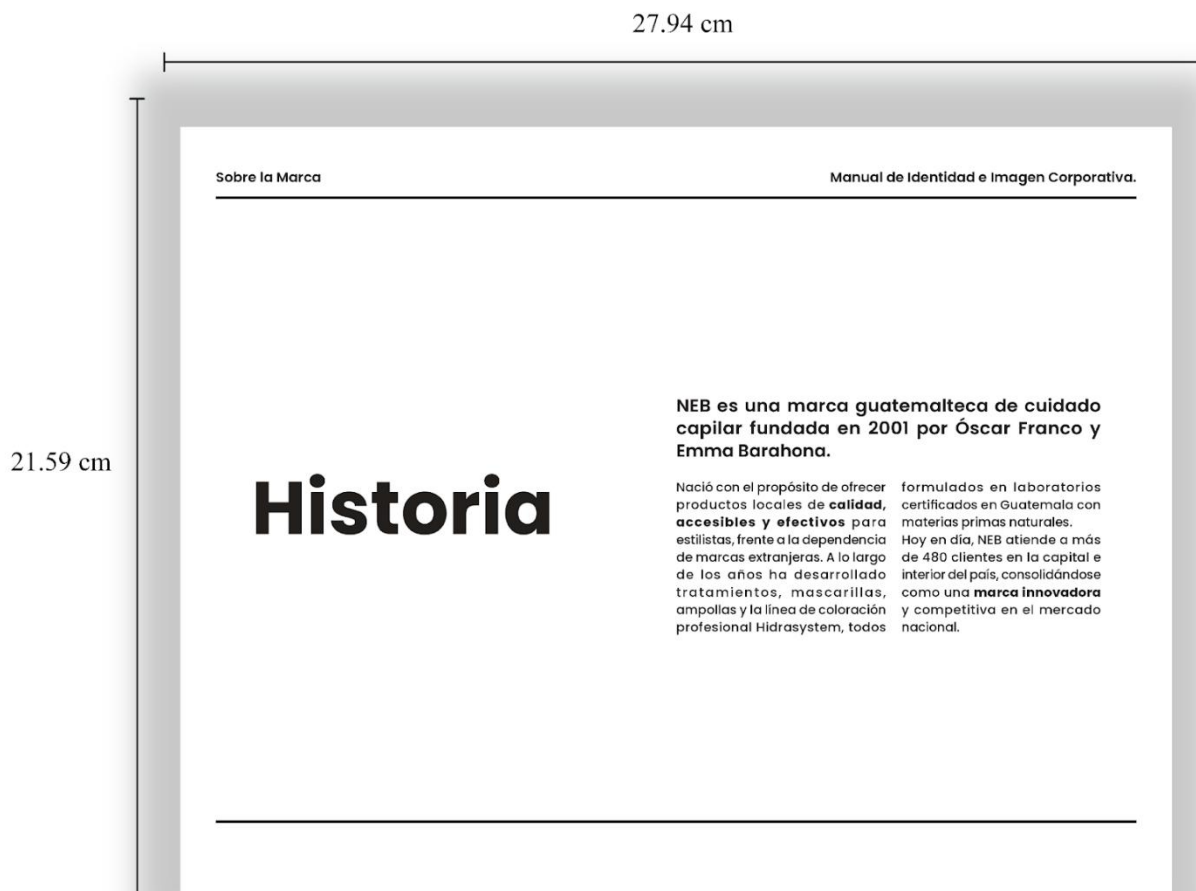 27.94 cm
21.59 cm
Sobre la Marca
Manual de Identidad e Imagen Corporativa.
Historia
NEB es una marca guatemalteca de cuidado
capilar fundada en 2001 por Óscar Franco y
Emma Barahona.
Nació con el propósito de ofrecer
productos locales de calidad,
accesibles y efectivos para
estilistas, frente a la dependencia
de marcas extranjeras. A lo largo
de los años ha desarrollado
tratamientos, mascarillas,
ampollas y la línea de coloración
profesional Hidrasystem, todos
formulados en laboratorios
certificados en Guatemala con
materias primas naturales.
Hoy en día, NEB atiende a más
de 480 clientes en la capital e
interior del país, consolidándose
como una marca innovadora
y competitiva en el mercado
nacional.